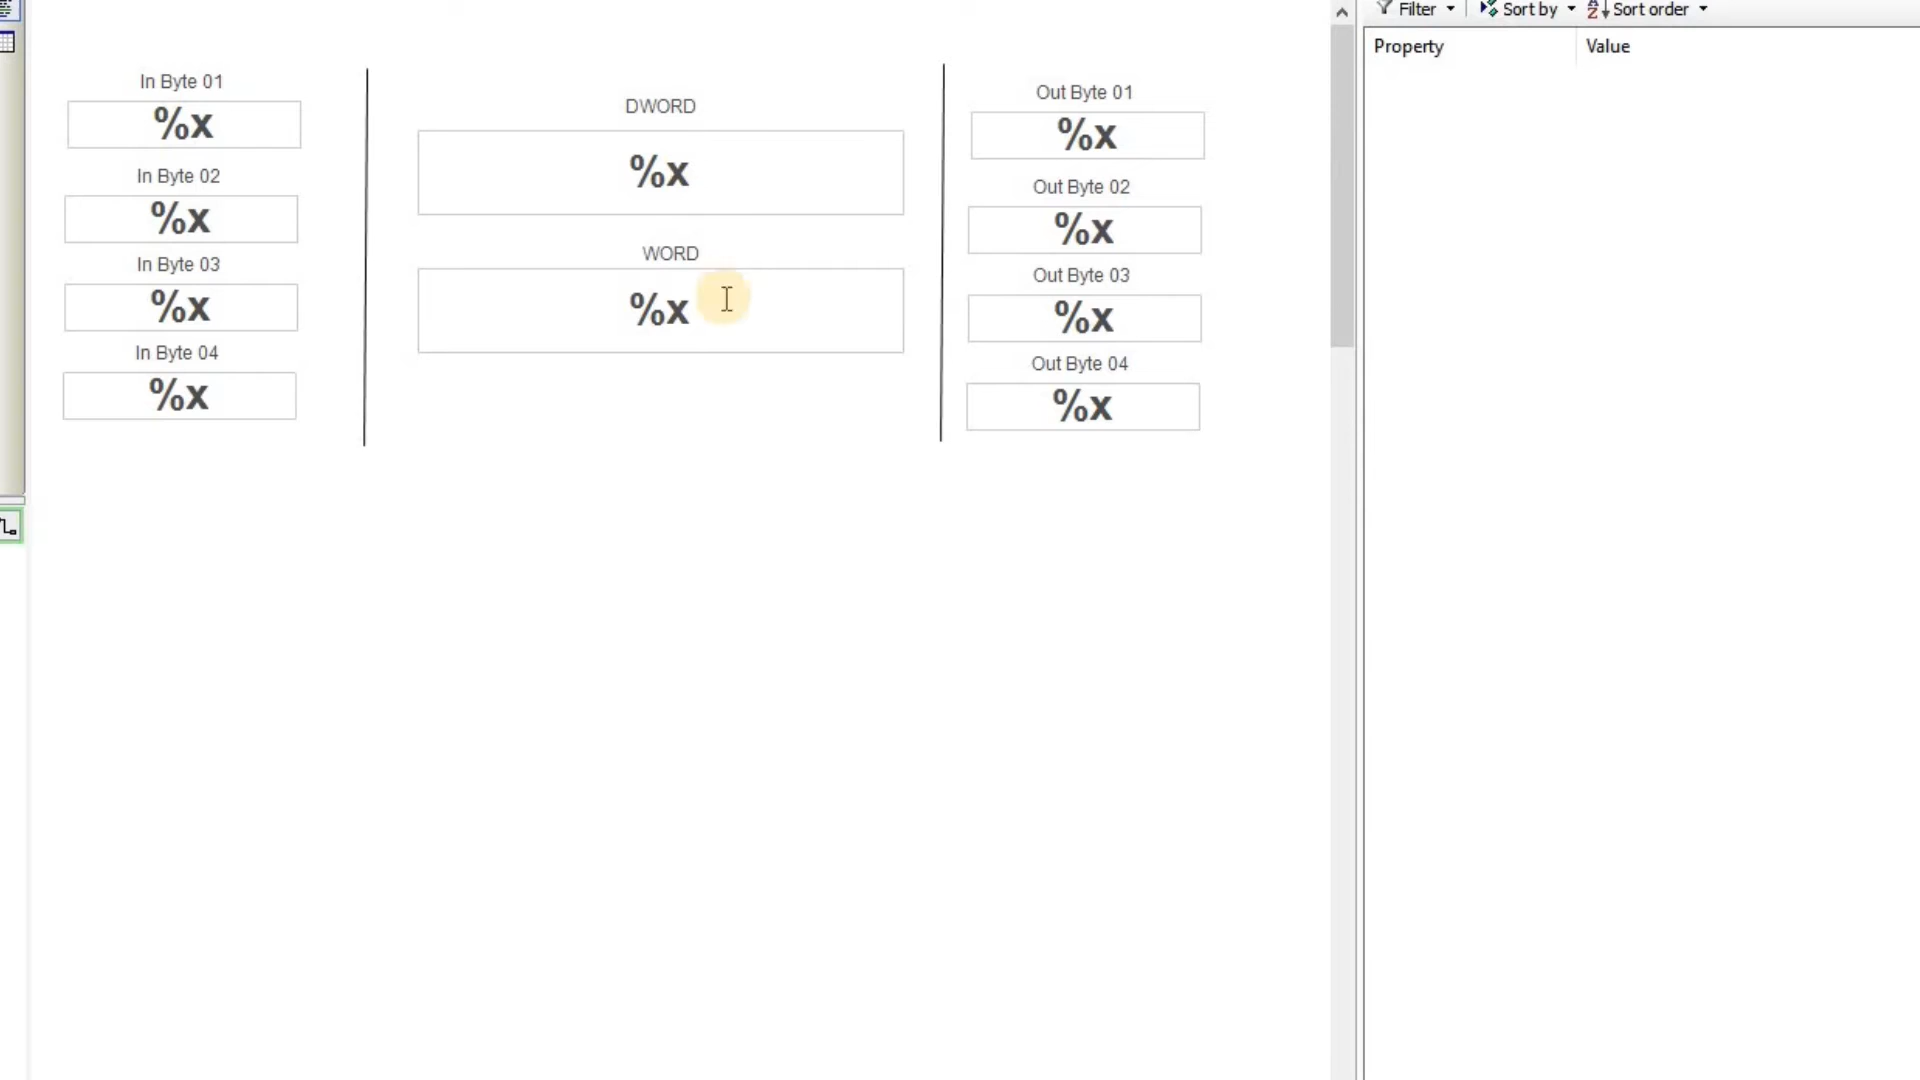 Filter
Sort by
Sort order
Property
Value
In Byte 01
%x
In Byte 02
%x
In Byte 03
%x
In Byte 04
%x
DWORD
%x
WORD
%x
Out Byte 01
%x
Out Byte 02
%x
Out Byte 03
%x
Out Byte 04
%x